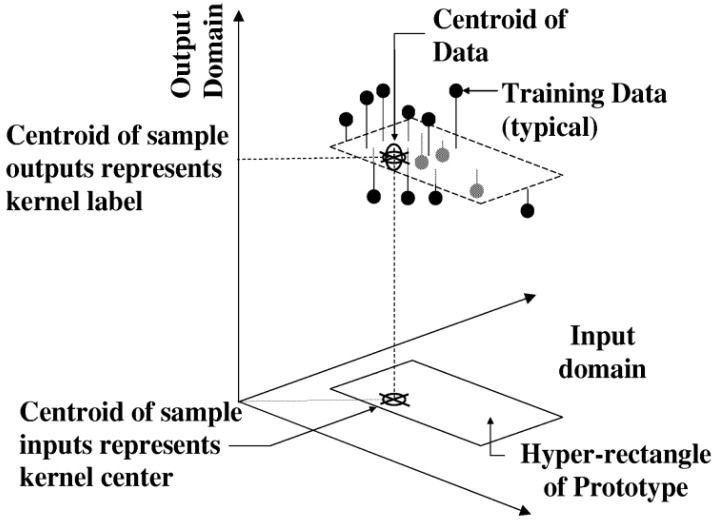 Output
Domain
Centroid of
Data
Training Data
(typical)
Centroid of sample
outputs represents
kernel label
Input
domain
Centroid of sample
inputs represents
kernel center
Hyper-rectangle
of Prototype